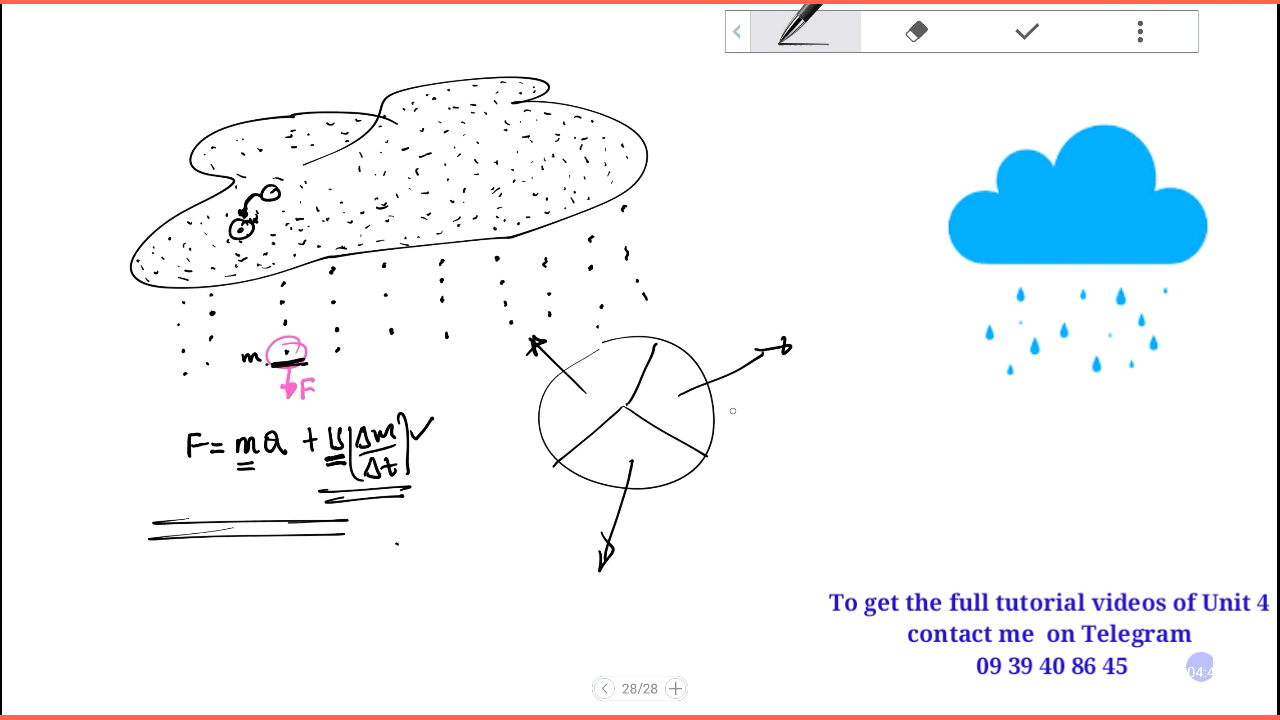 m
F
F = ma + v(Δm/Δt)
To get the full tutorial videos of Unit 4
contact me on Telegram
09 39 40 86 45
28/28